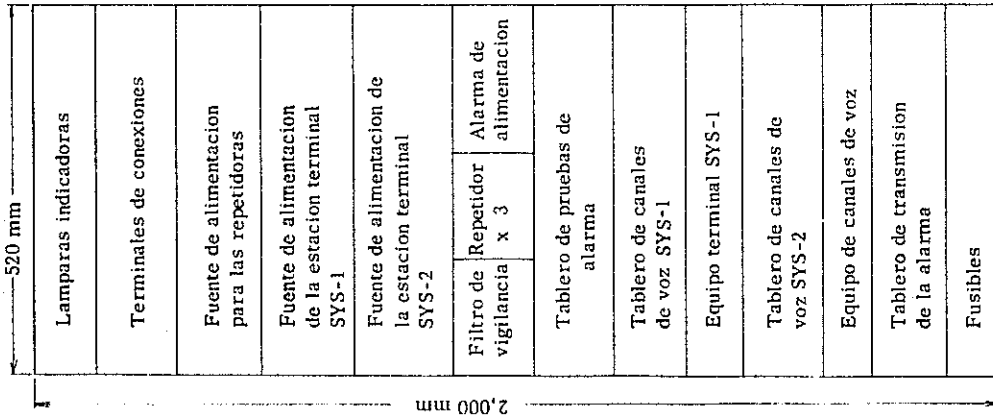 520 mm
2,000 mm
Lamparas indicadoras
Terminales de conexiones
Fuente de alimentacion
para las repetidoras
Fuente de alimentacion
de la estacion terminal
SYS-1
Fuente de alimentacion de
la estacion terminal
SYS-2
Filtro de
vigilancia
Repetidor
x 3
Alarma de
alimentacion
Tablero de pruebas de
alarma
Tablero de canales
de voz SYS-1
Equipo terminal SYS-1
Tablero de canales de
voz SYS-2
Equipo de canales de voz
Tablero de transmision
de la alarma
Fusibles